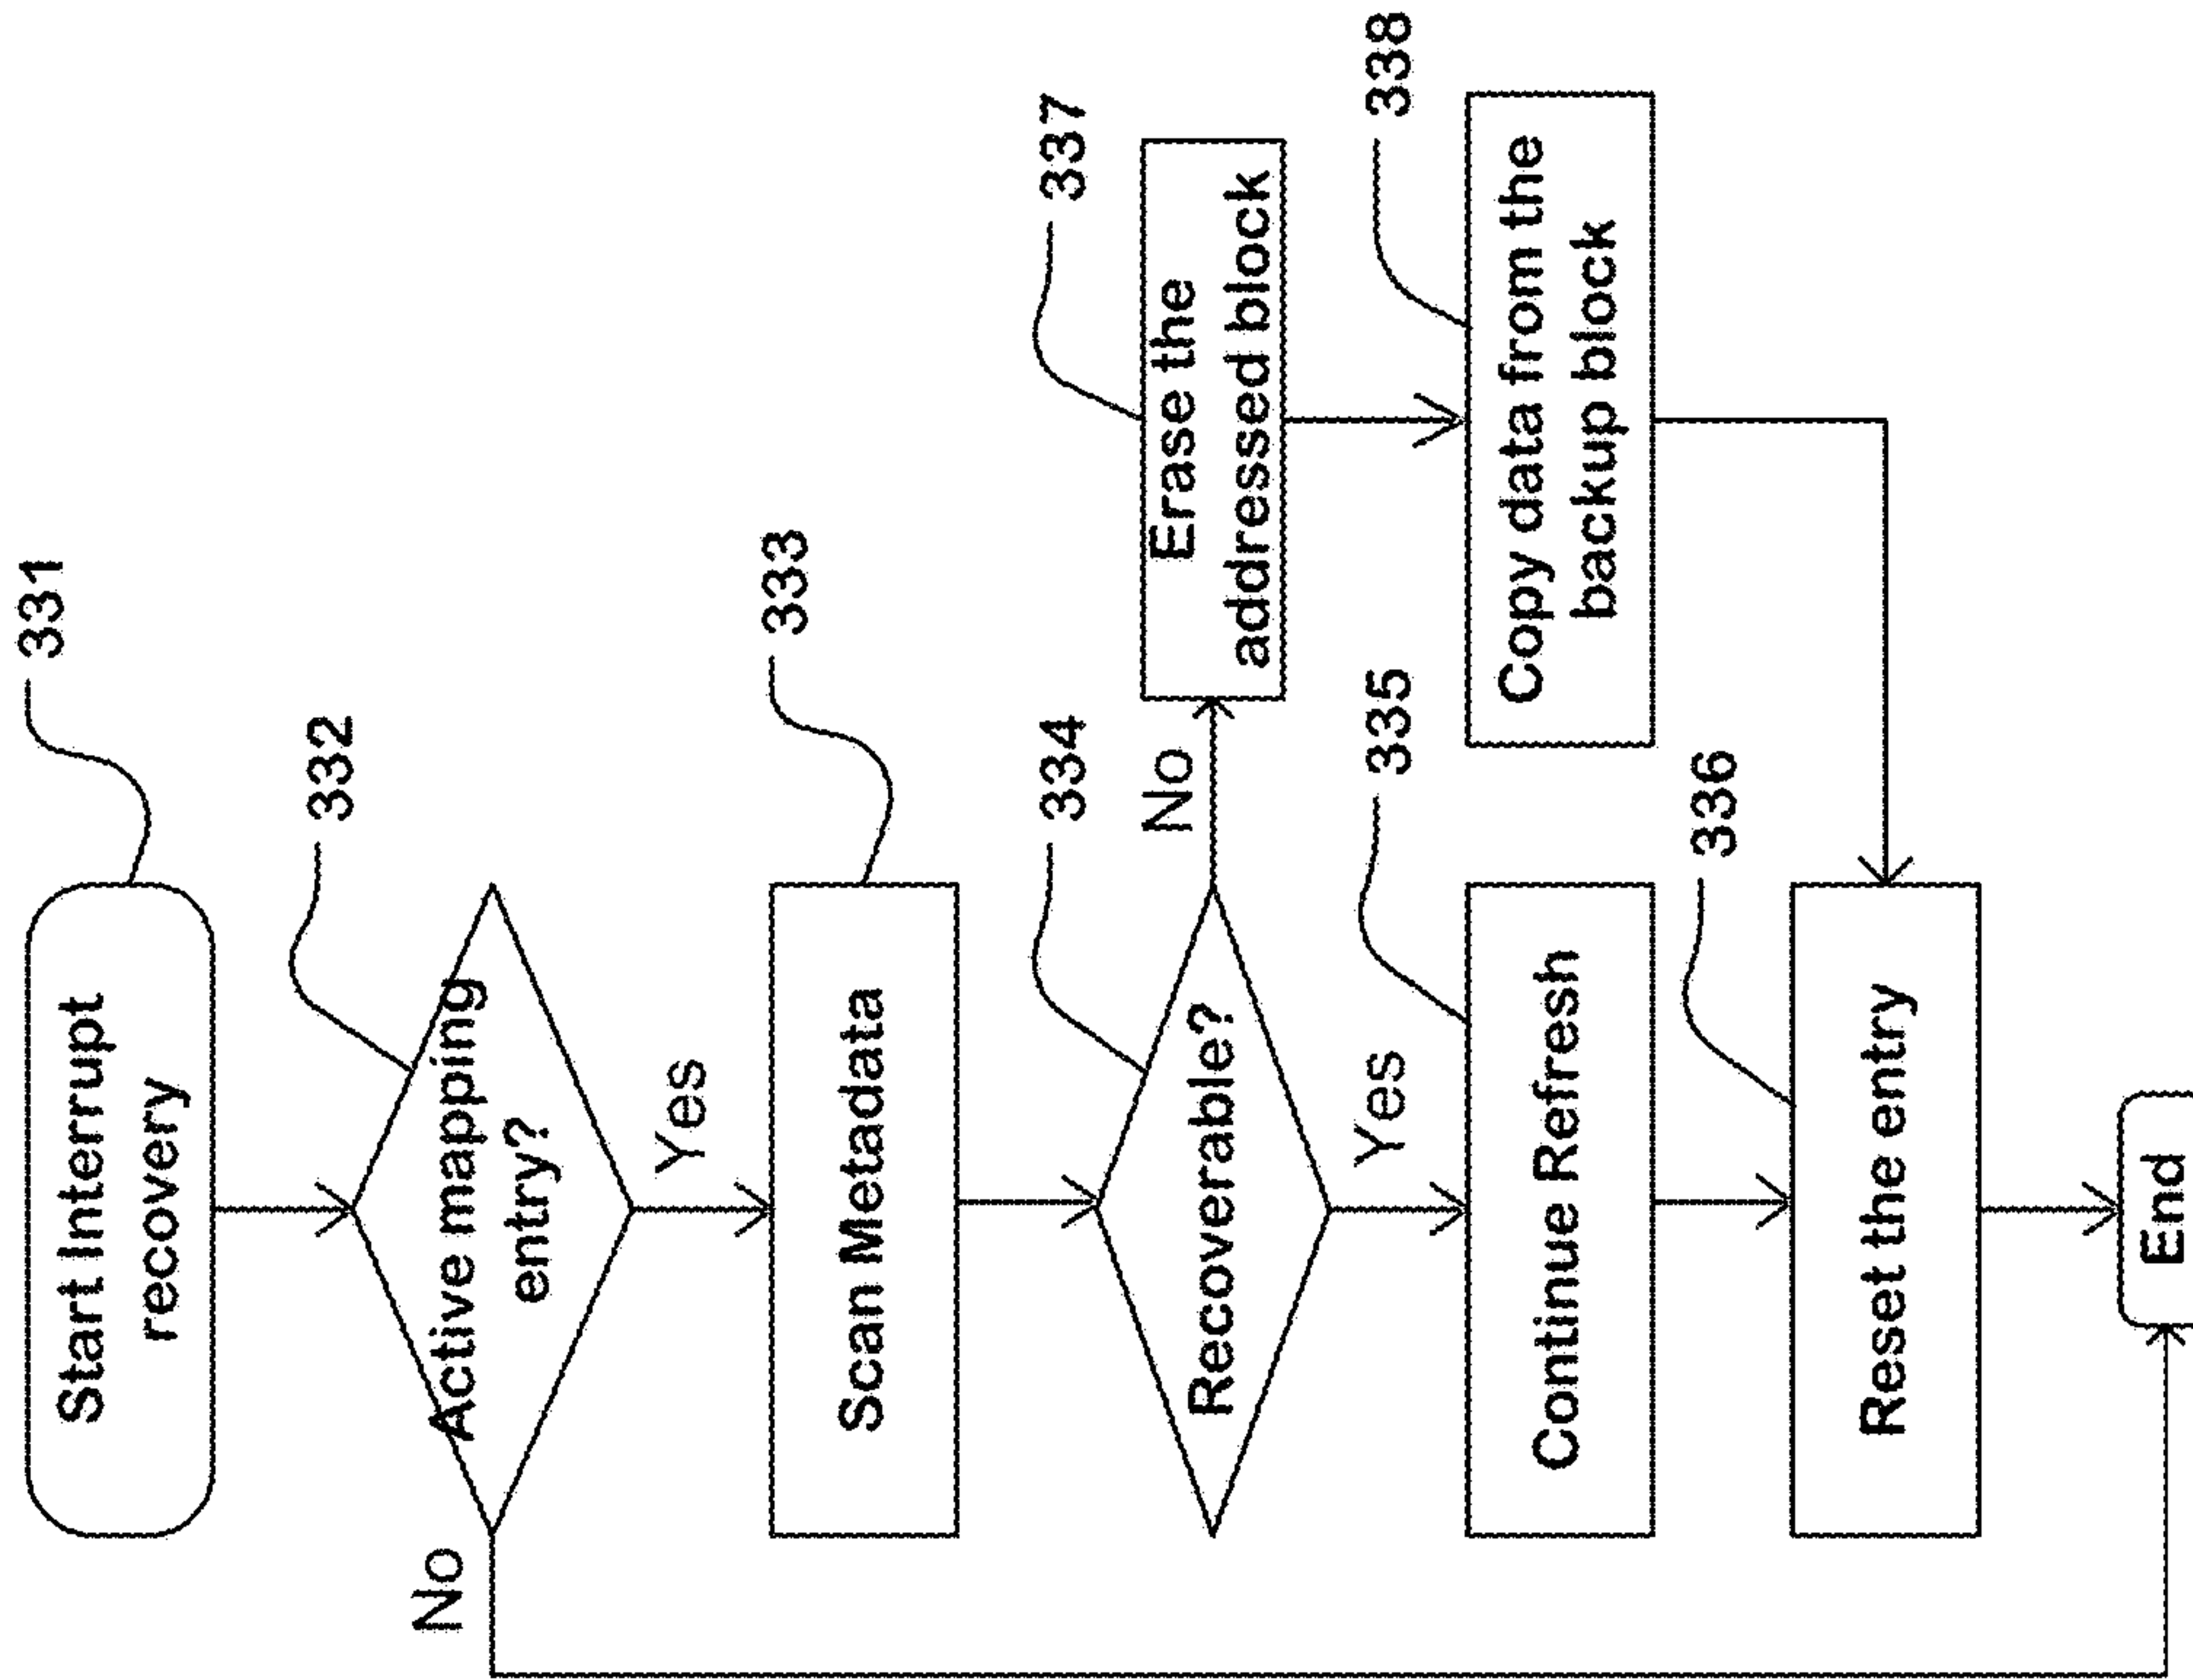 331
Start Interrupt
recovery
332
Active mapping
entry?
No
Yes
333
Scan Metadata
334
Recoverable?
No
Yes
337
Erase the
addressed block
338
Copy data from the
backup block
335
Continue Refresh
336
Reset the entry
End